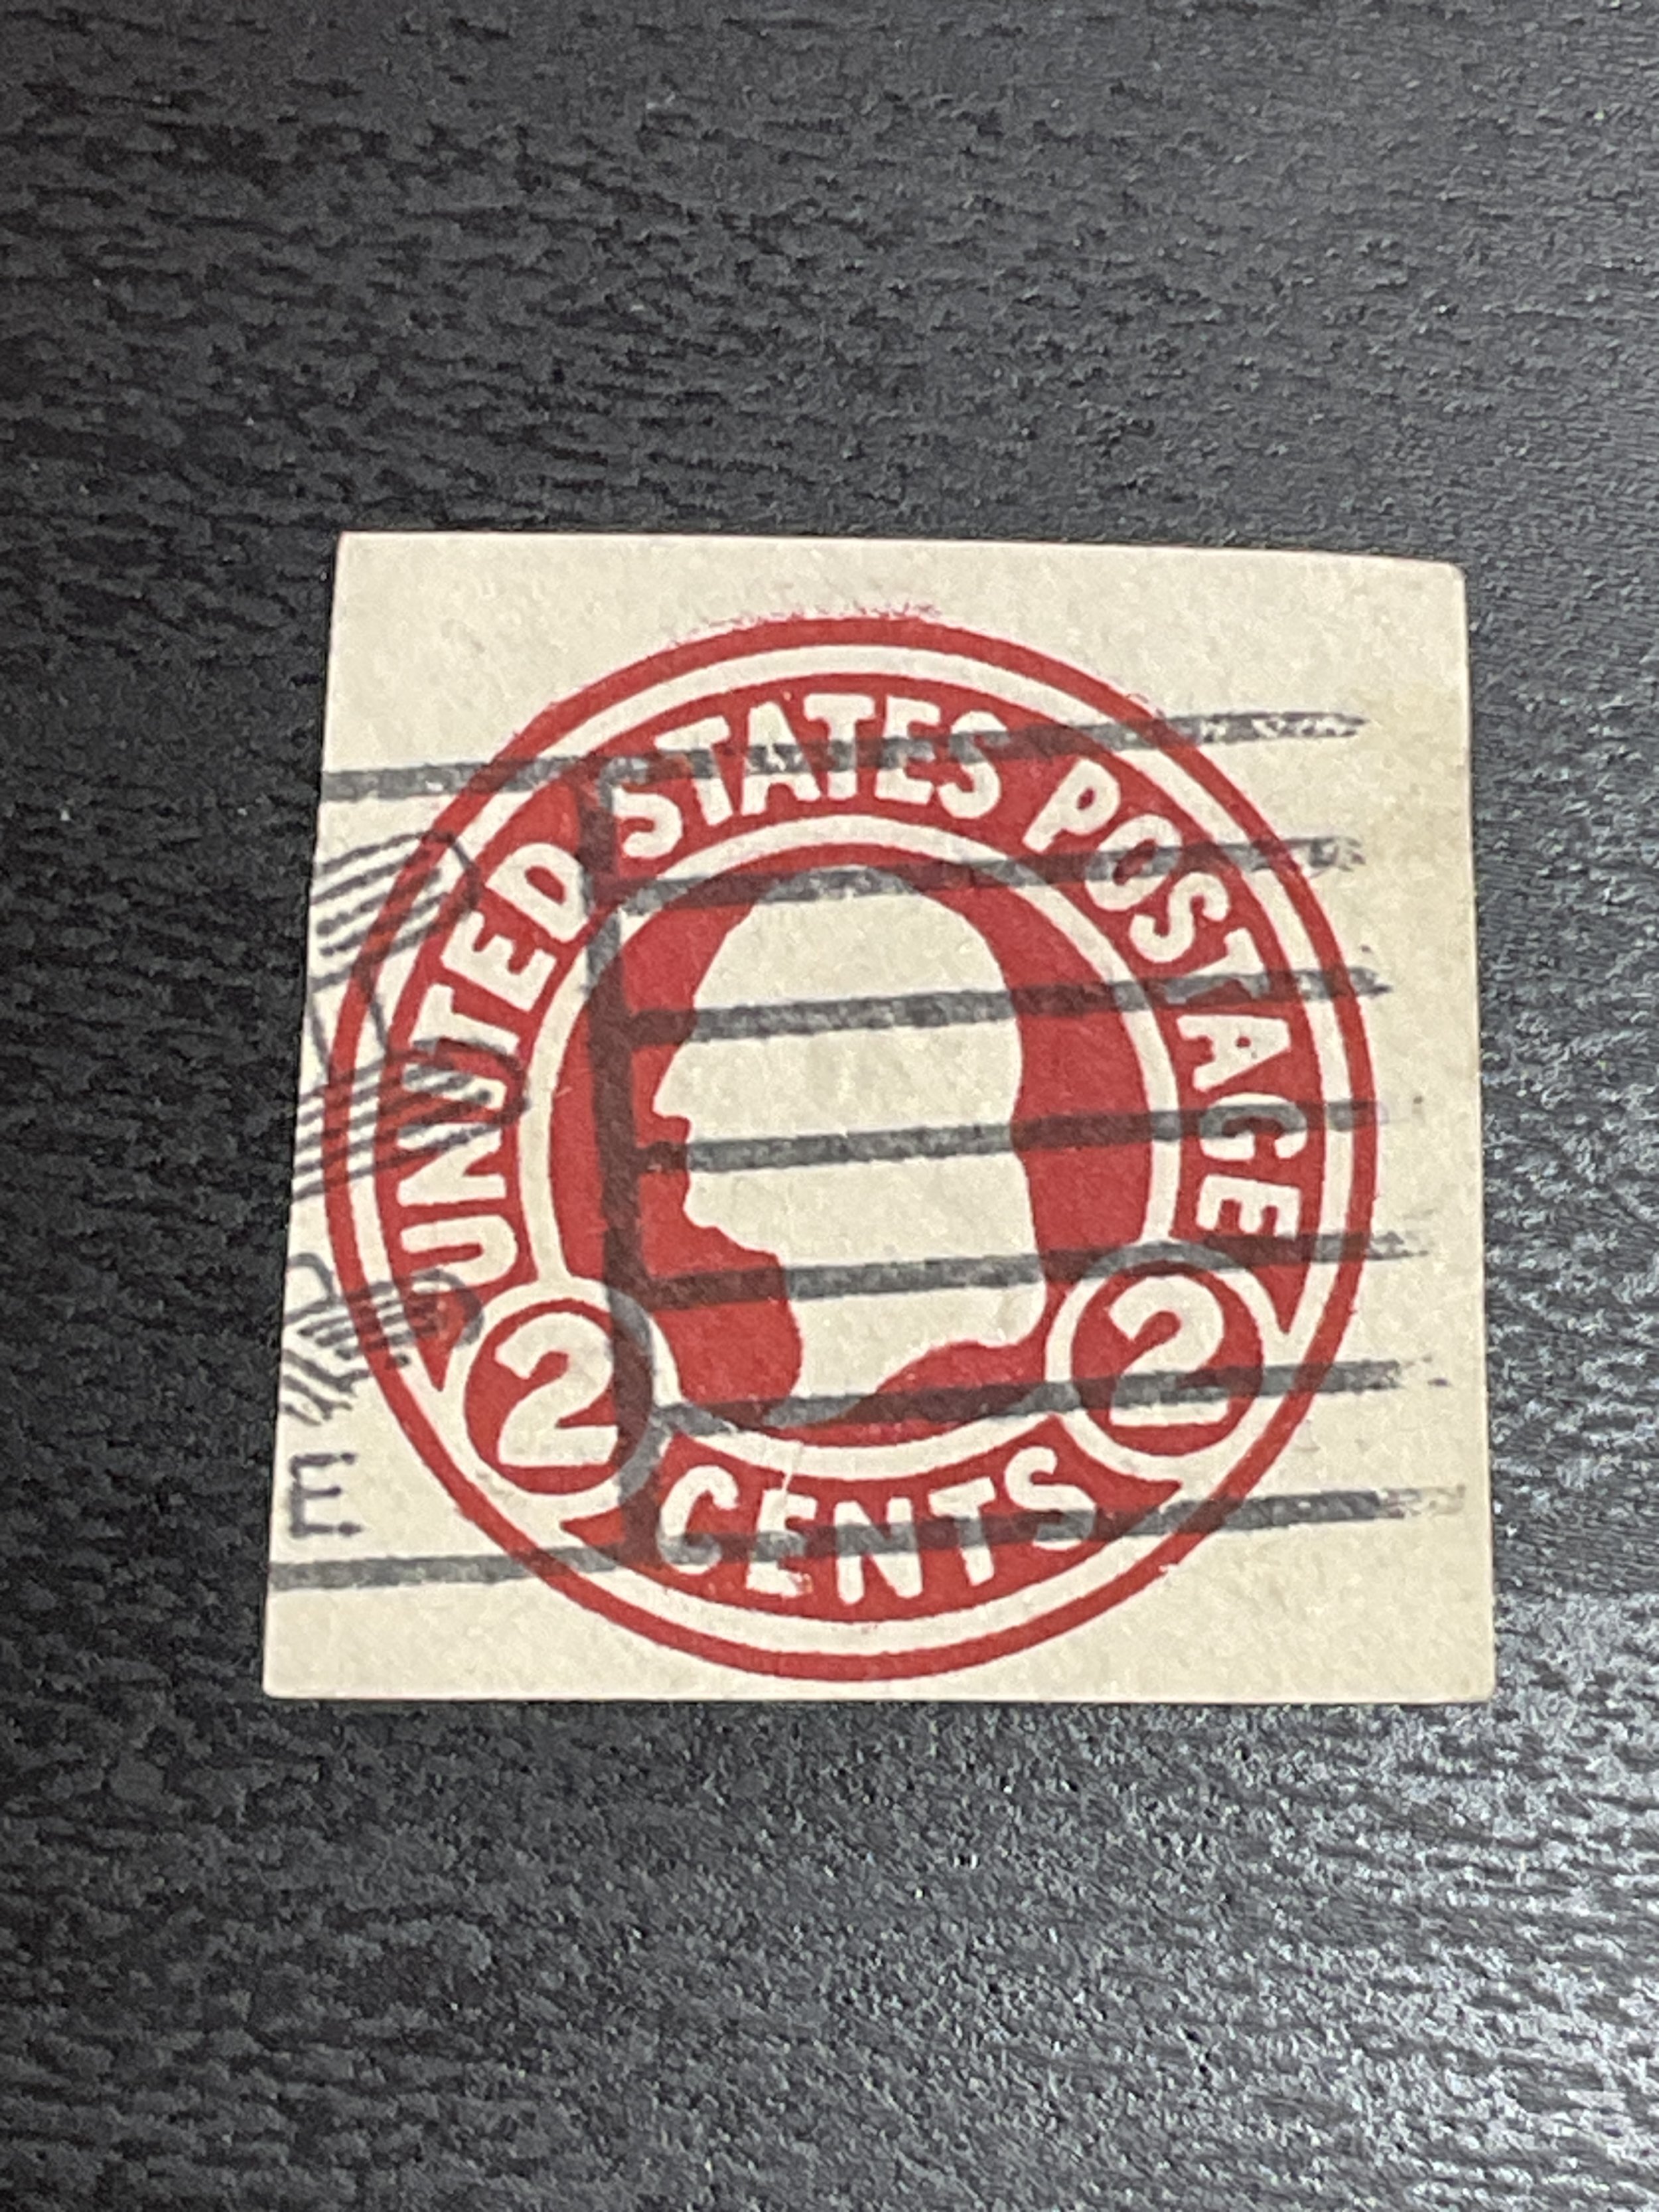 UNITED STATES POSTAGE
2 2
CENTS
E